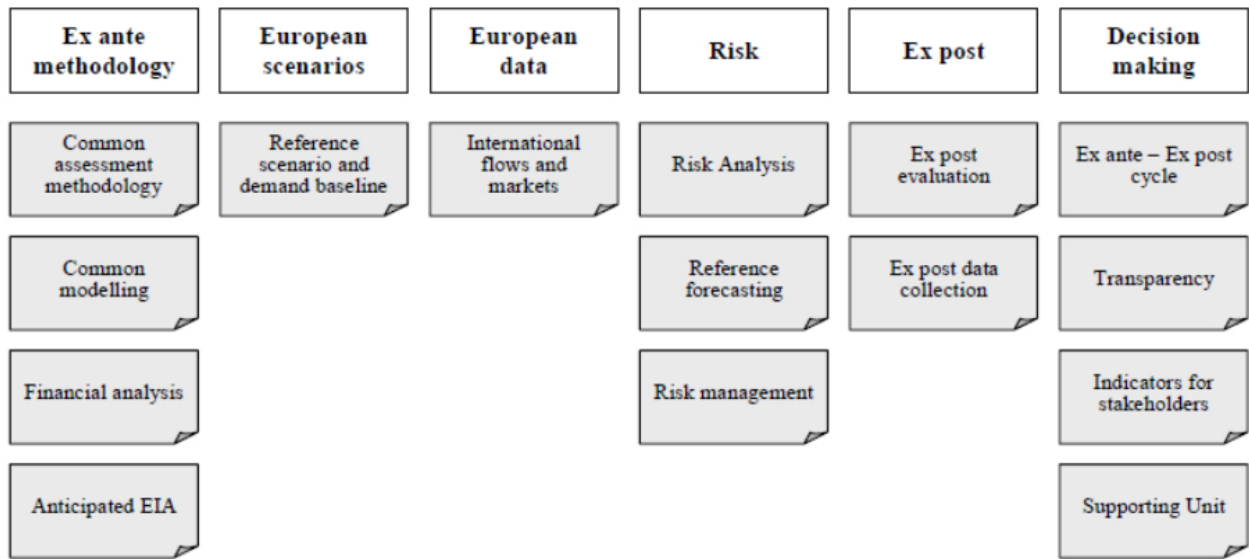 Ex ante
methodology
European
scenarios
European
data
Risk
Ex post
Decision
making
Common
assessment
methodology
Reference
scenario and
demand baseline
International
flows and
markets
Risk Analysis
Ex post
evaluation
Ex ante – Ex post
cycle
Common
modelling
Reference
forecasting
Ex post data
collection
Transparency
Financial analysis
Risk management
Indicators for
stakeholders
Anticipated EIA
Supporting Unit